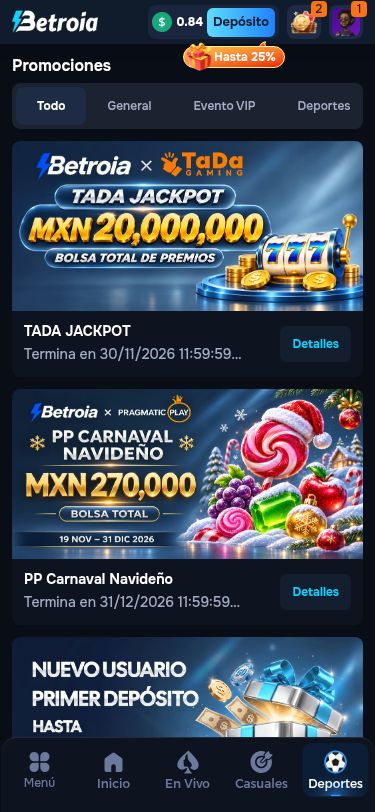 Betroia
$ 0.84 Depósito
2
1
Hasta 25%
Promociones
Todo General Evento VIP Deportes
Betroia × TaDa GAMING
TADA JACKPOT
MXN 20,000,000
BOLSA TOTAL DE PREMIOS
777
TADA JACKPOT
Termina en 30/11/2026 11:59:59...
Detalles
Betroia × PRAGMATIC PLAY
PP CARNAVAL
NAVIDEÑO
MXN 270,000
BOLSA TOTAL
19 NOV – 31 DIC 2026
PP Carnaval Navideño
Termina en 31/12/2026 11:59:59...
Detalles
NUEVO USUARIO
PRIMER DEPÓSITO
HASTA
Menú Inicio En Vivo Casuales Deportes